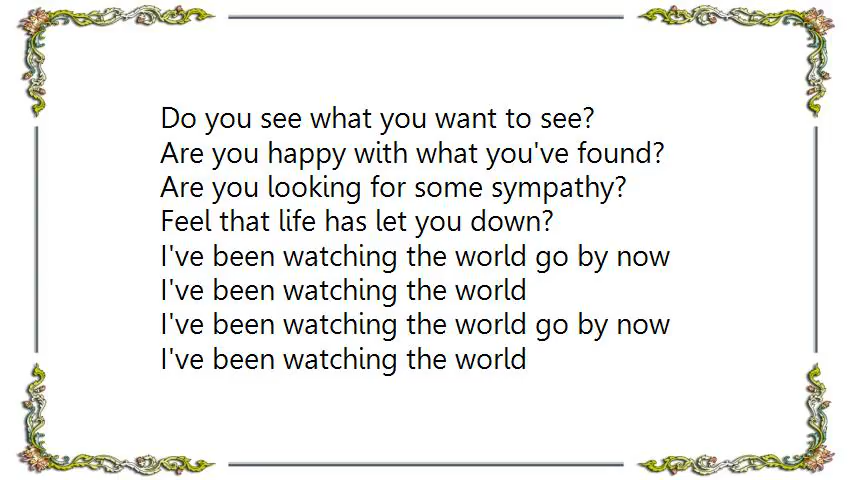 Do you see what you want to see?
Are you happy with what you've found?
Are you looking for some sympathy?
Feel that life has let you down?
I've been watching the world go by now
I've been watching the world
I've been watching the world go by now
I've been watching the world